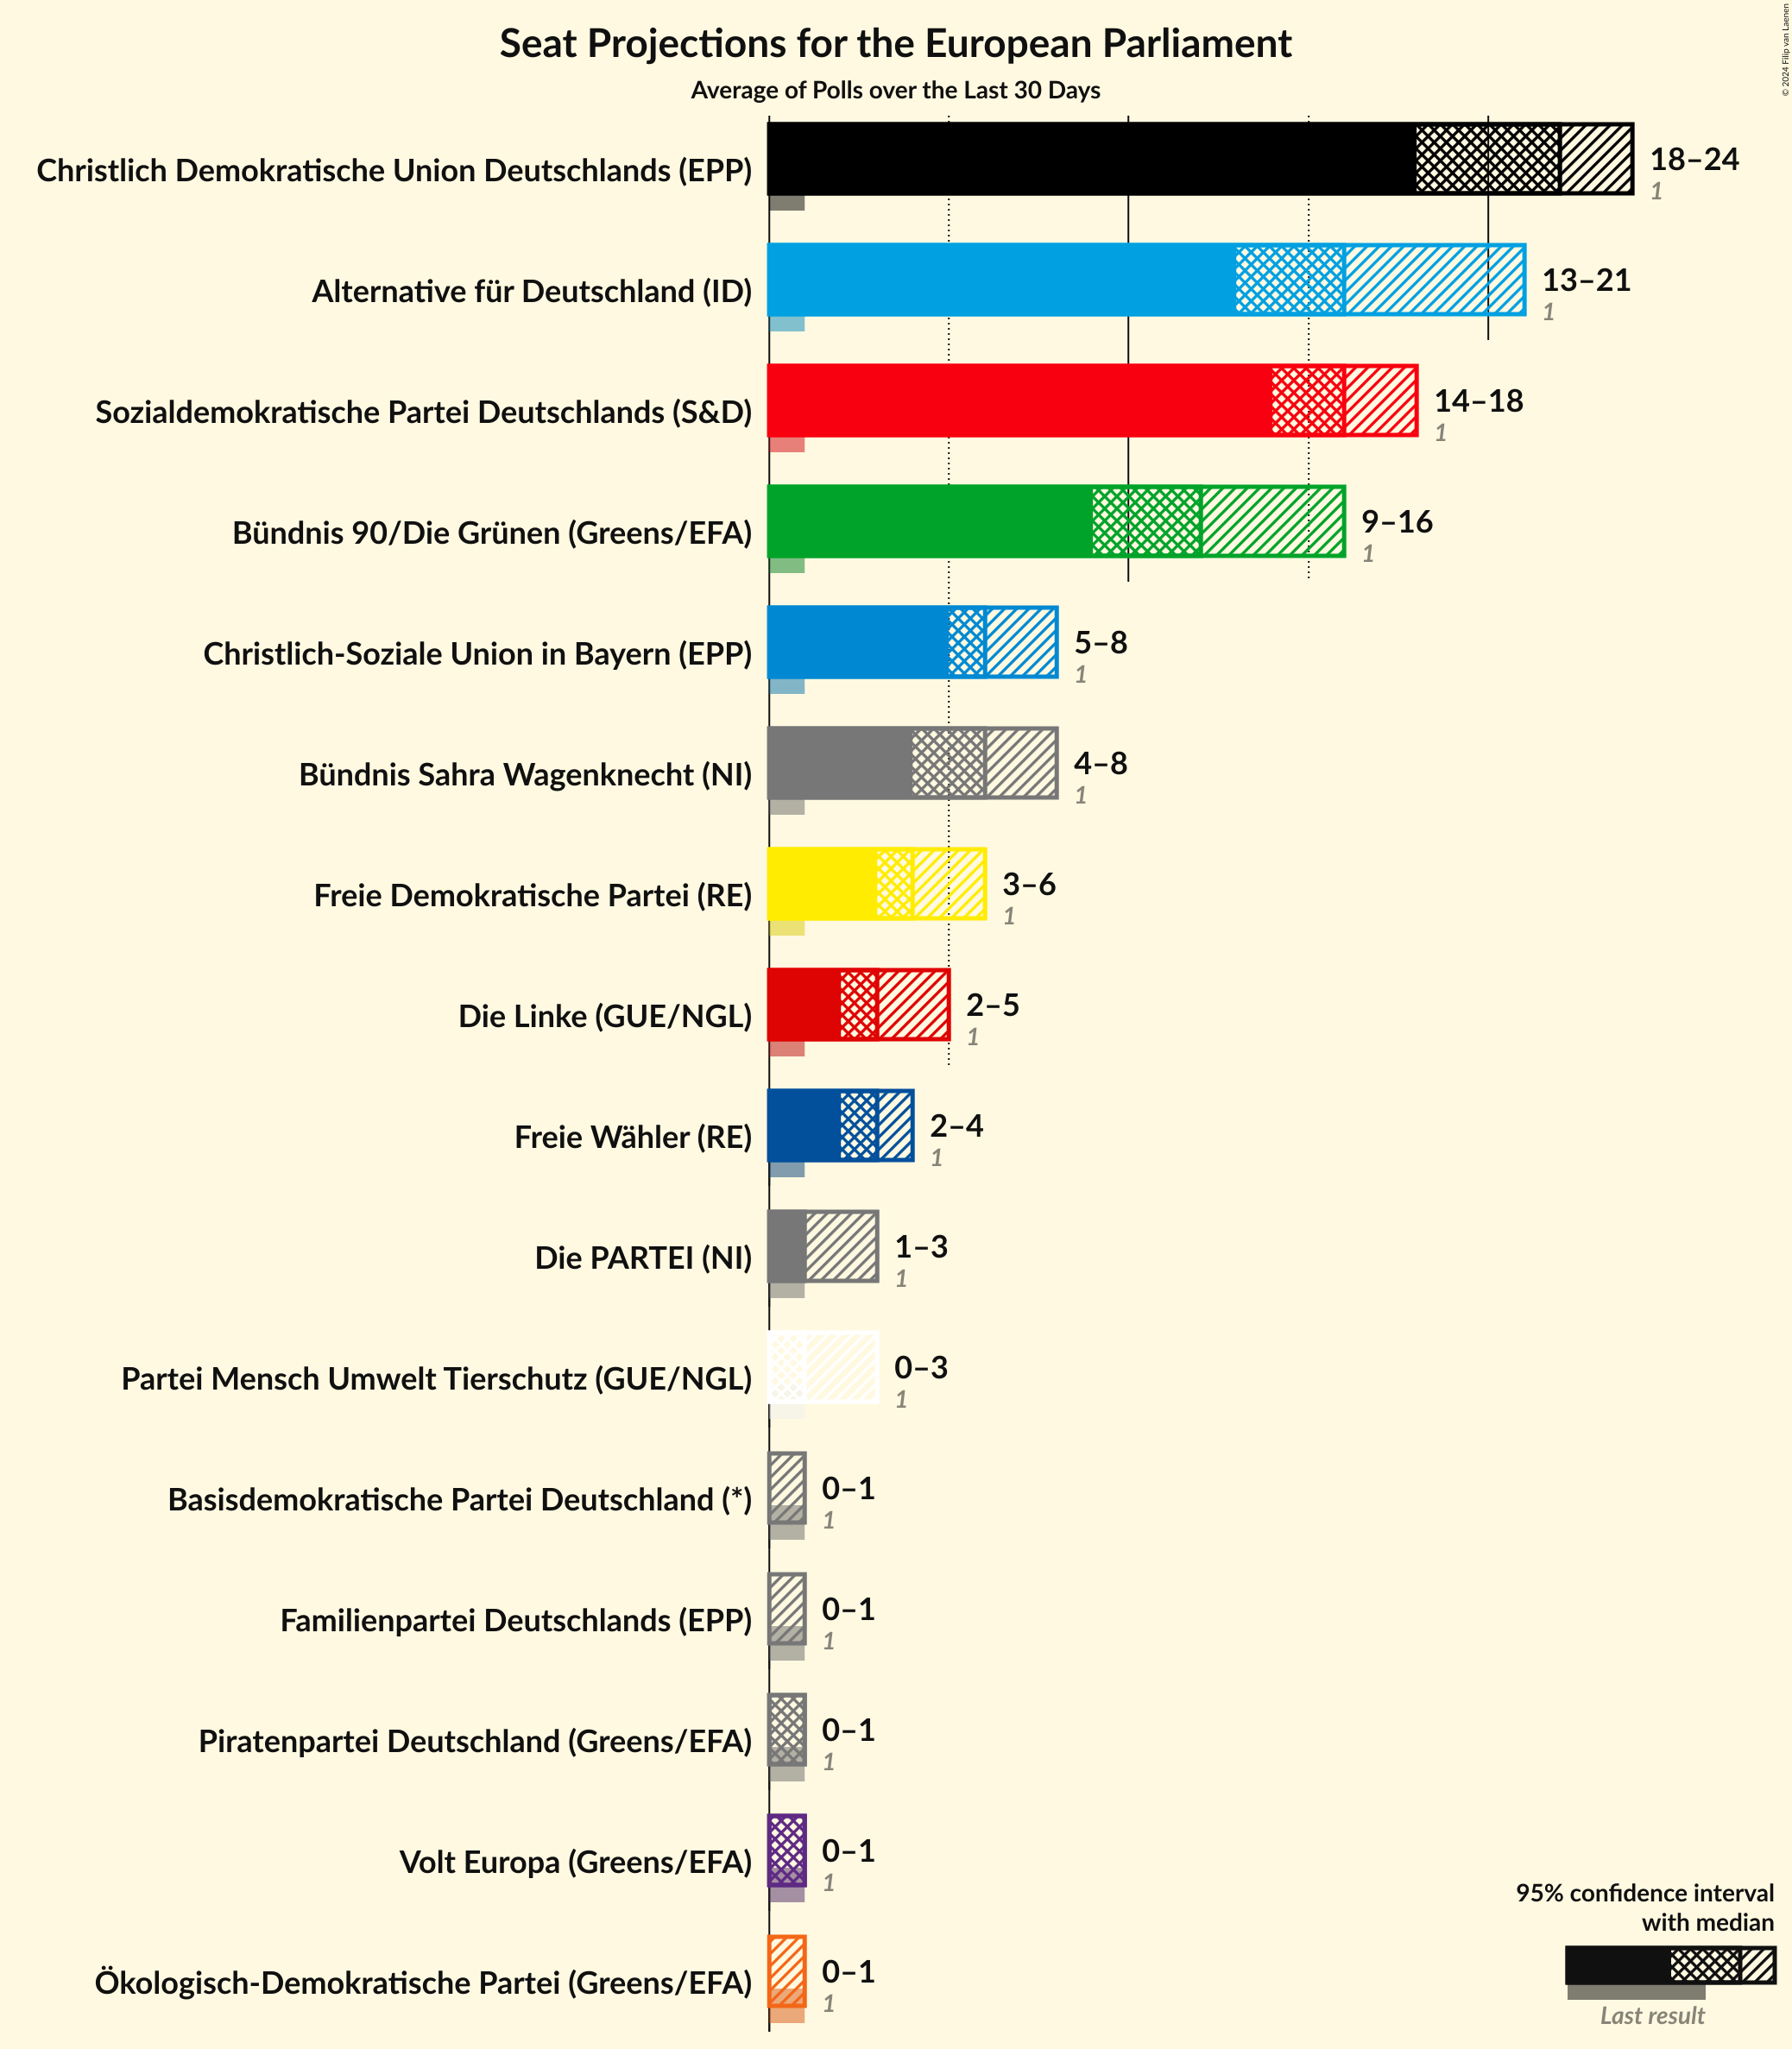 Seat Projections for the European Parliament
Average of Polls over the Last 30 Days
© 2024 Filip van Laenen
Christlich Demokratische Union Deutschlands (EPP)
18–24
1
Alternative für Deutschland (ID)
13–21
1
Sozialdemokratische Partei Deutschlands (S&D)
14–18
1
Bündnis 90/Die Grünen (Greens/EFA)
9–16
1
Christlich-Soziale Union in Bayern (EPP)
5–8
1
Bündnis Sahra Wagenknecht (NI)
4–8
1
Freie Demokratische Partei (RE)
3–6
1
Die Linke (GUE/NGL)
2–5
1
Freie Wähler (RE)
2–4
1
Die PARTEI (NI)
1–3
1
Partei Mensch Umwelt Tierschutz (GUE/NGL)
0–3
1
Basisdemokratische Partei Deutschland (*)
0–1
1
Familienpartei Deutschlands (EPP)
0–1
1
Piratenpartei Deutschland (Greens/EFA)
0–1
1
Volt Europa (Greens/EFA)
0–1
1
Ökologisch-Demokratische Partei (Greens/EFA)
0–1
1
95% confidence interval
with median
Last result